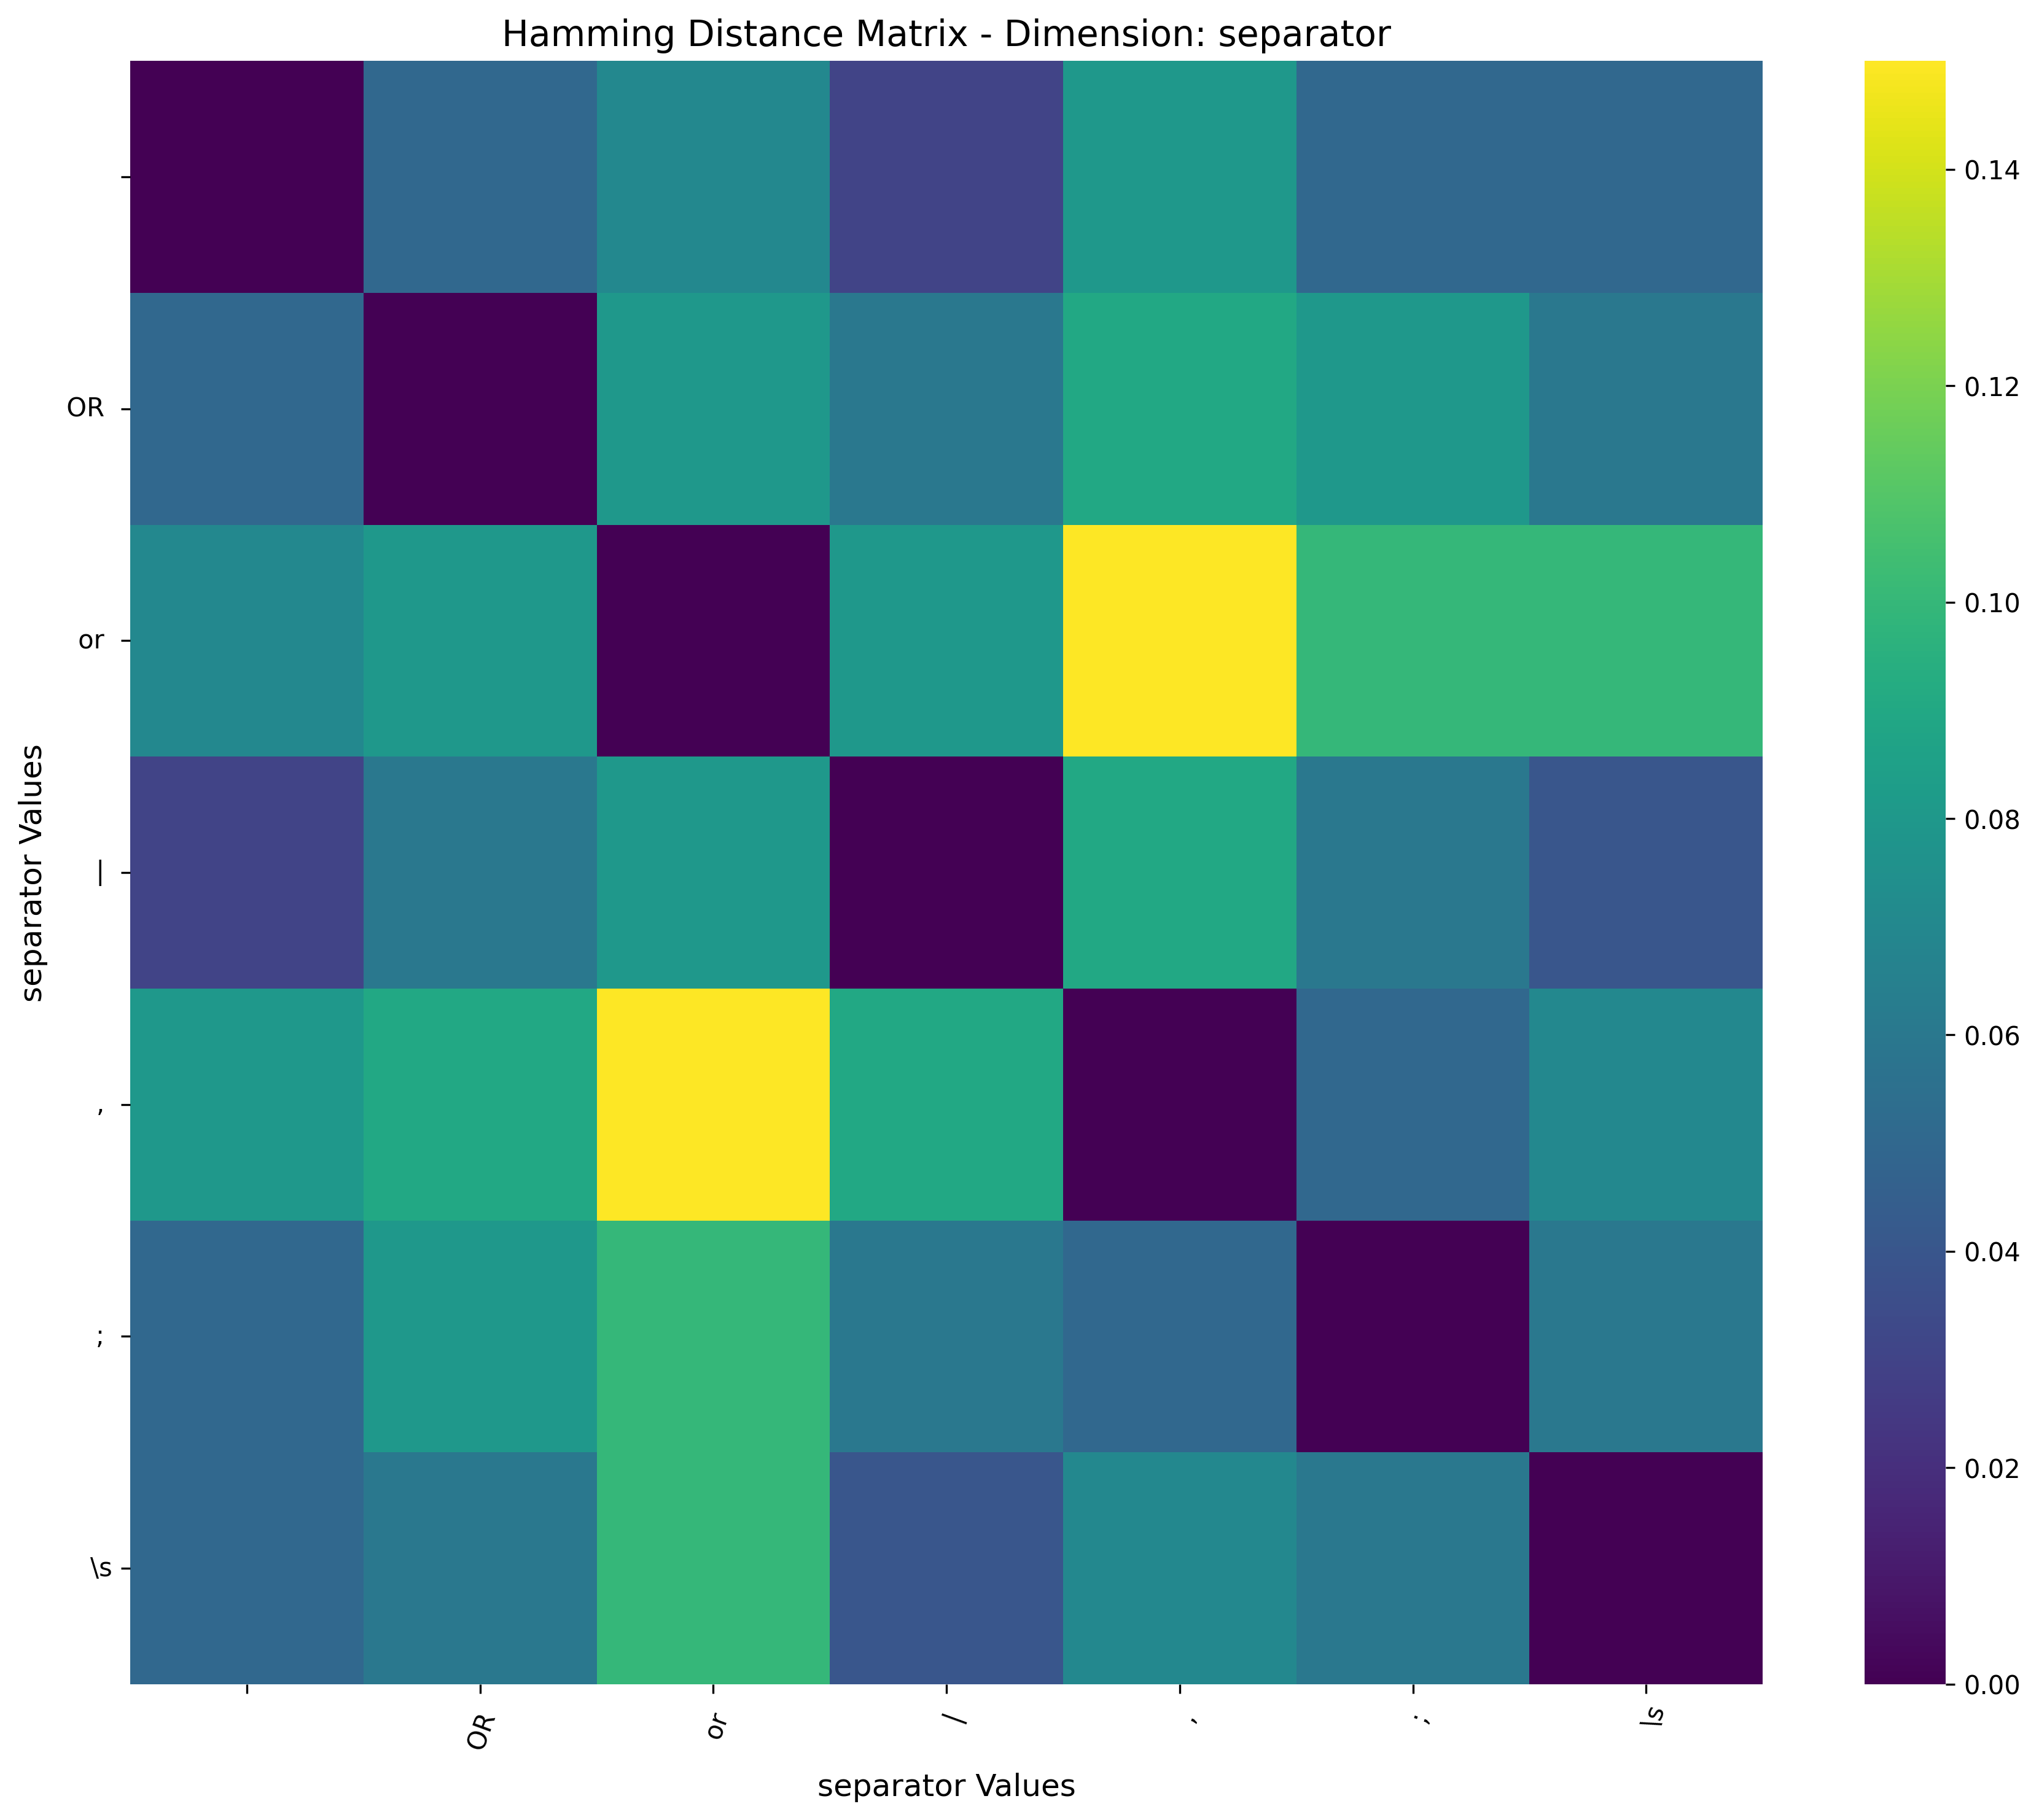 Hamming Distance Matrix - Dimension: separator
separator Values
OR
or
|
,
;
\s
OR
or
|
,
;
\s
separator Values
0.14
0.12
0.10
0.08
0.06
0.04
0.02
0.00